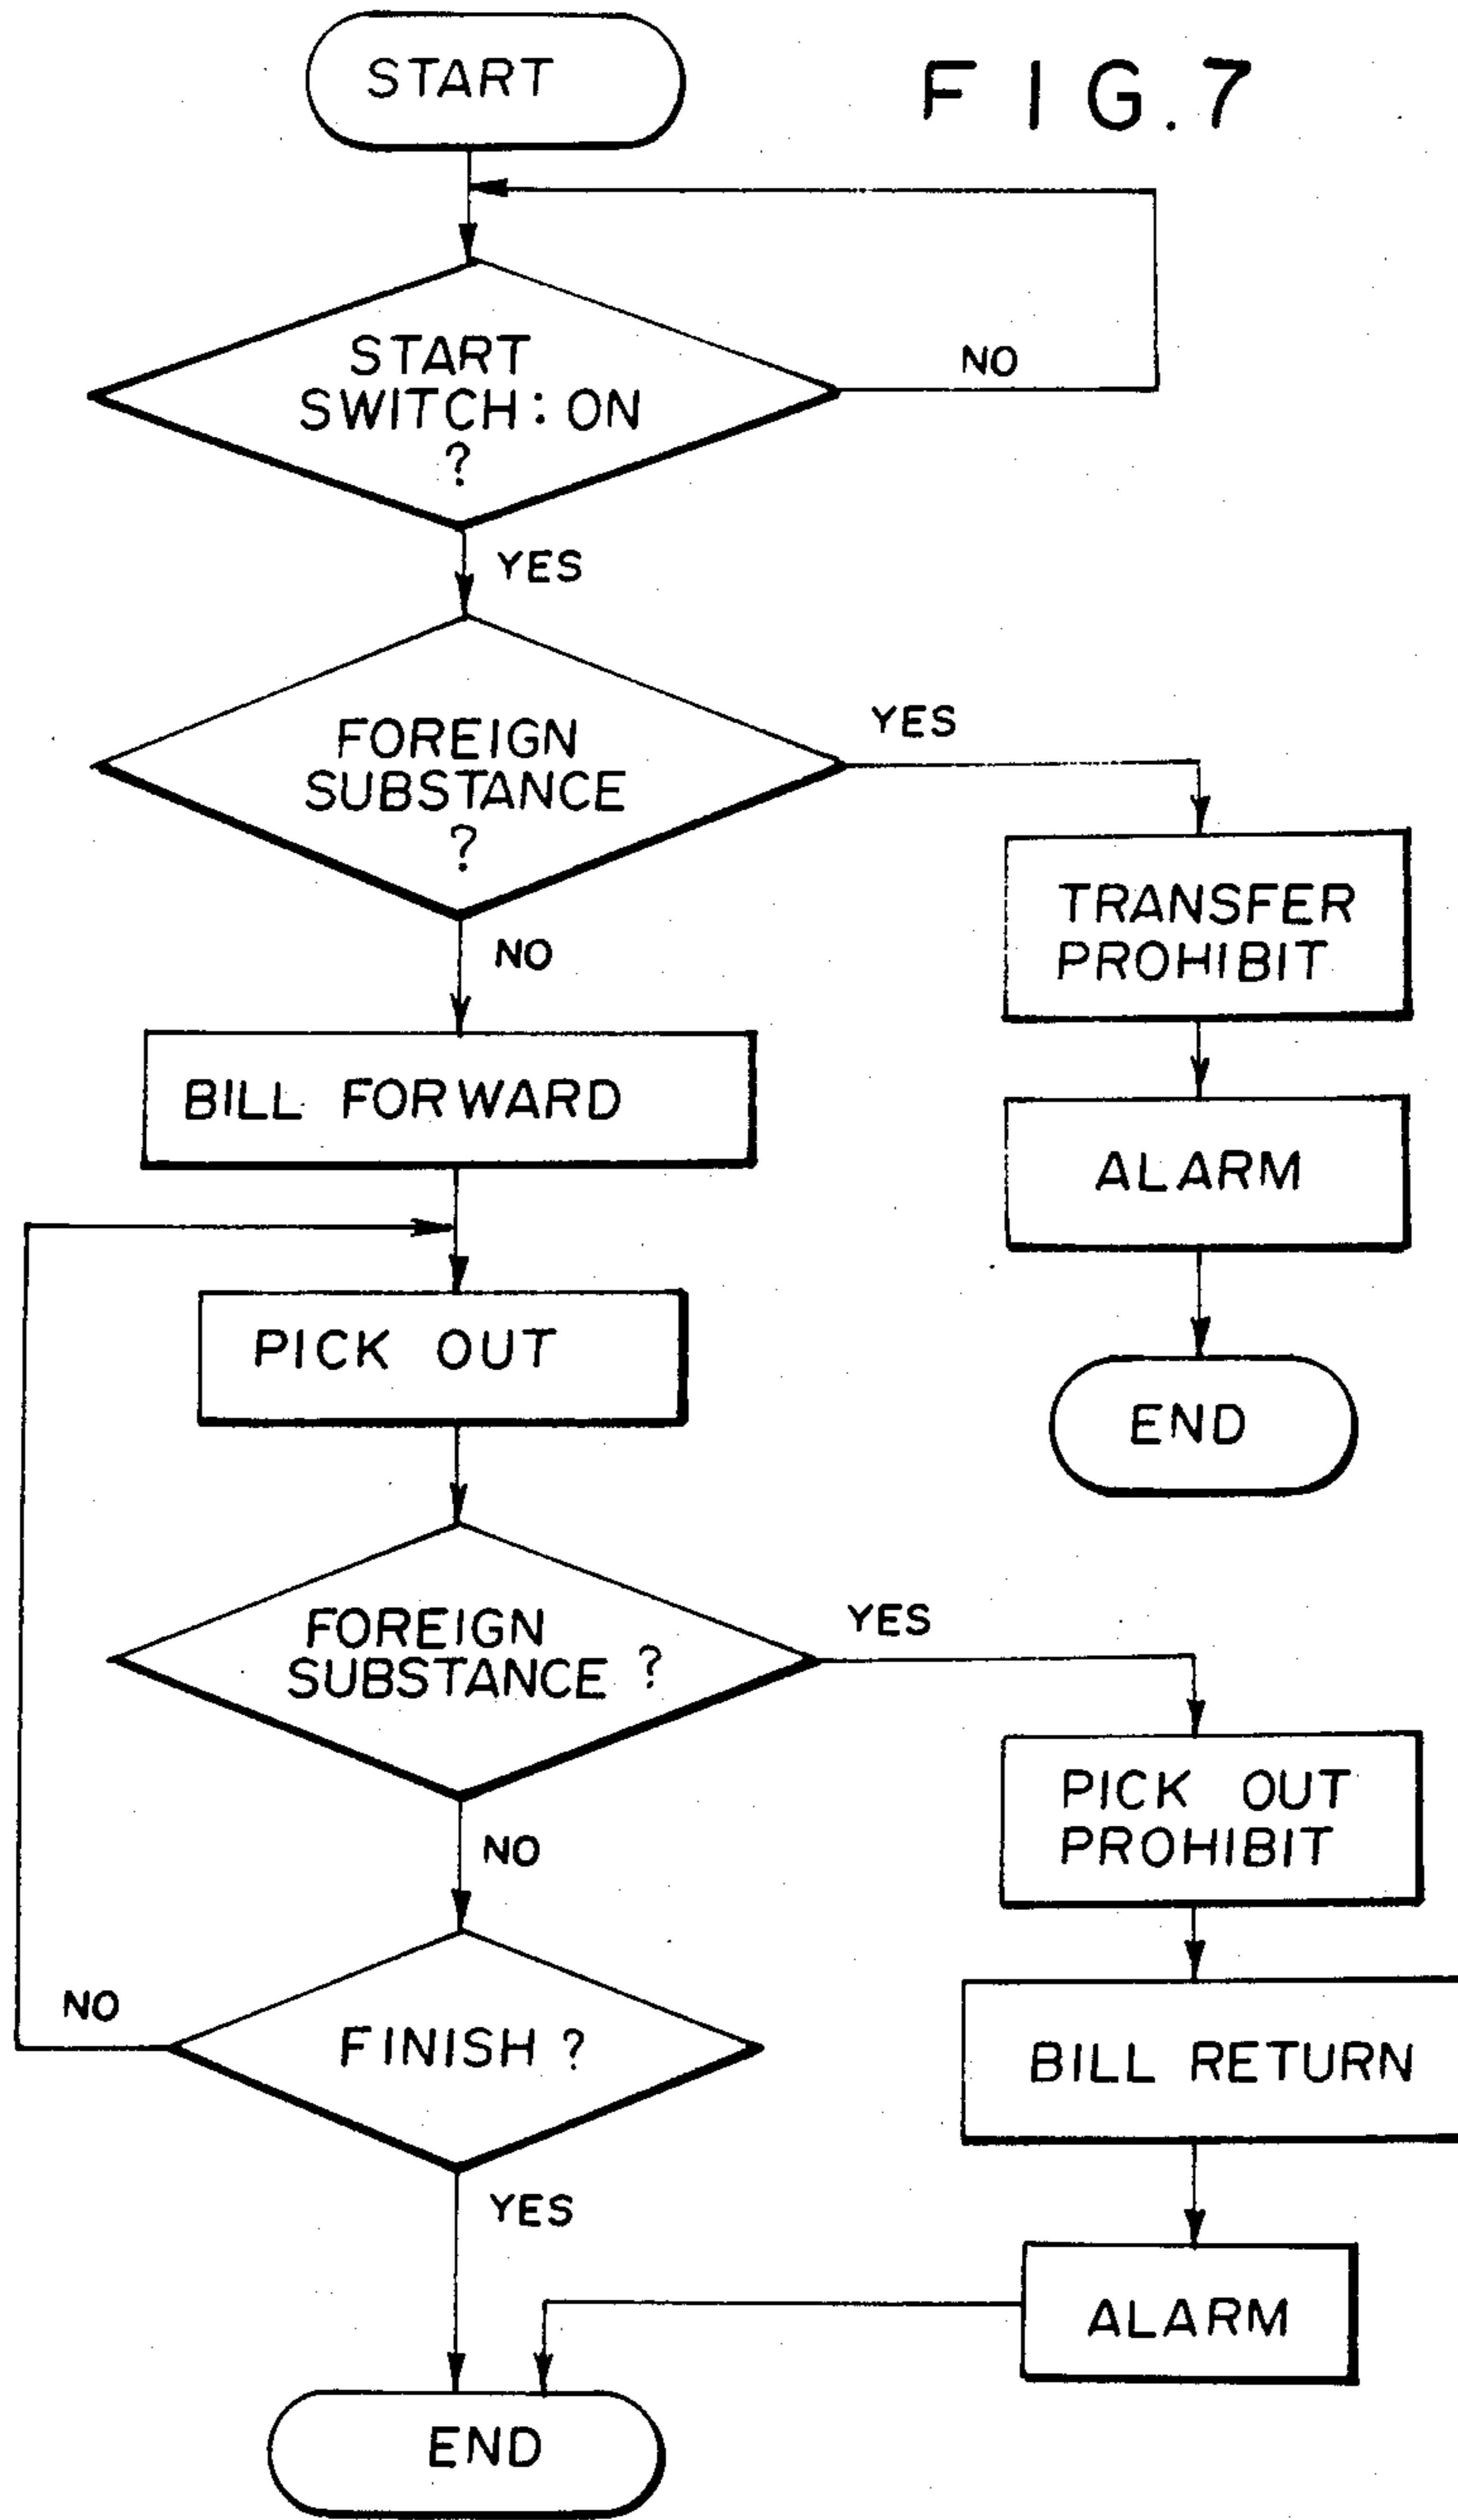 START
FIG.7
START
SWITCH: ON
?
NO
YES
FOREIGN
SUBSTANCE
?
YES
NO
TRANSFER
PROHIBIT
BILL FORWARD
ALARM
PICK OUT
END
FOREIGN
SUBSTANCE ?
YES
NO
PICK OUT
PROHIBIT
FINISH ?
NO
YES
BILL RETURN
ALARM
END